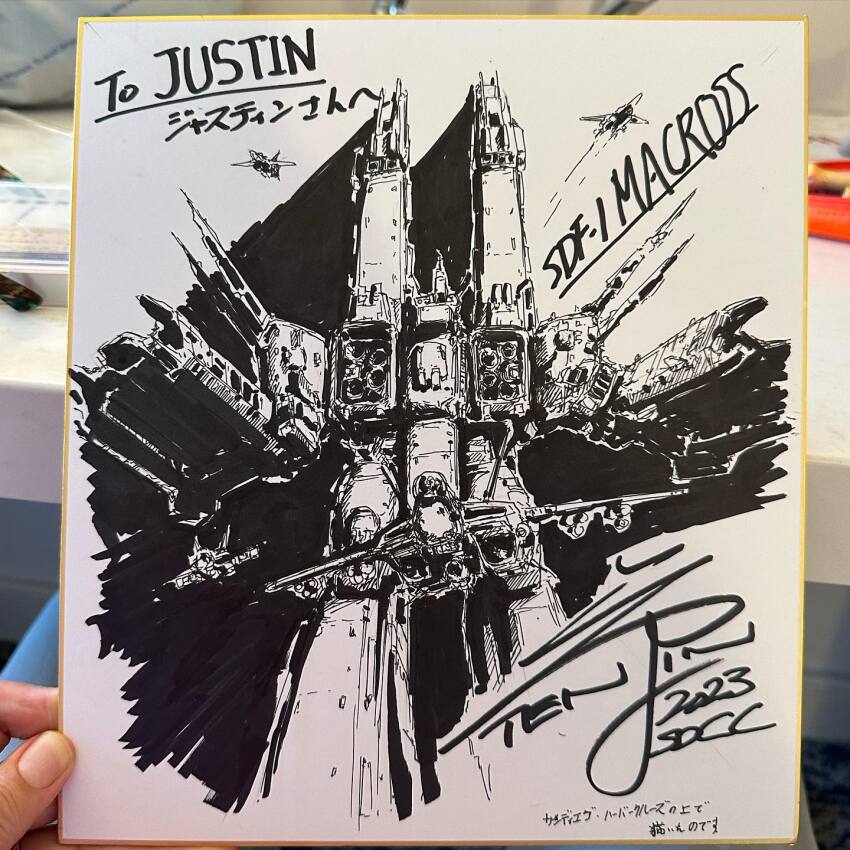 To JUSTIN
ジャスティンさんへ
SDF-1 MACROSS
TENJIN
2023
SDCC
サンディエゴ・ハーバークルーズの上で
描いたのです